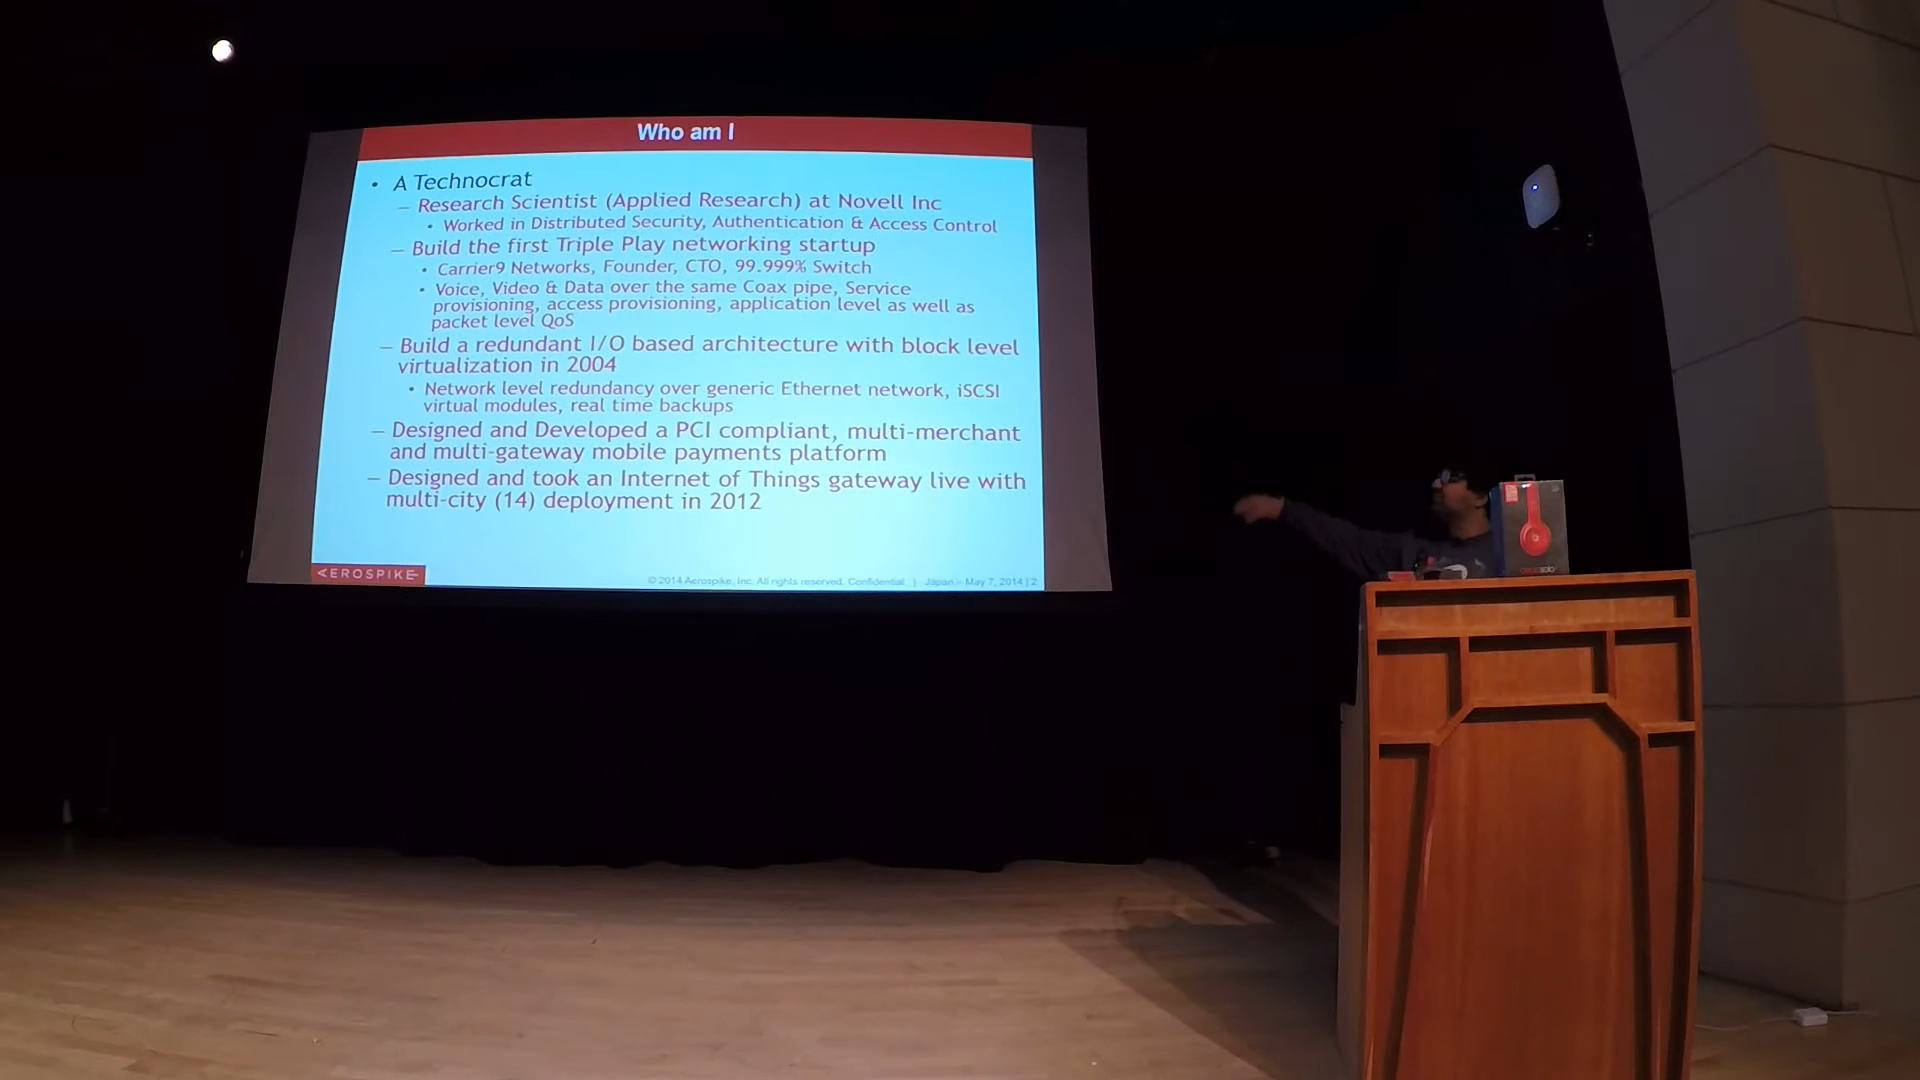 Who am I
• A Technocrat
– Research Scientist (Applied Research) at Novell Inc
• Worked in Distributed Security, Authentication & Access Control
– Build the first Triple Play networking startup
• Carrier9 Networks, Founder, CTO, 99.999% Switch
• Voice, Video & Data over the same Coax pipe, Service
provisioning, access provisioning, application level as well as
packet level QoS
– Build a redundant I/O based architecture with block level
virtualization in 2004
• Network level redundancy over generic Ethernet network, iSCSI
virtual modules, real time backups
– Designed and Developed a PCI compliant, multi-merchant
and multi-gateway mobile payments platform
– Designed and took an Internet of Things gateway live with
multi-city (14) deployment in 2012
AEROSPIKE
© 2014 Aerospike, Inc. All rights reserved. Confidential | Japan – May 7, 2014 | 2